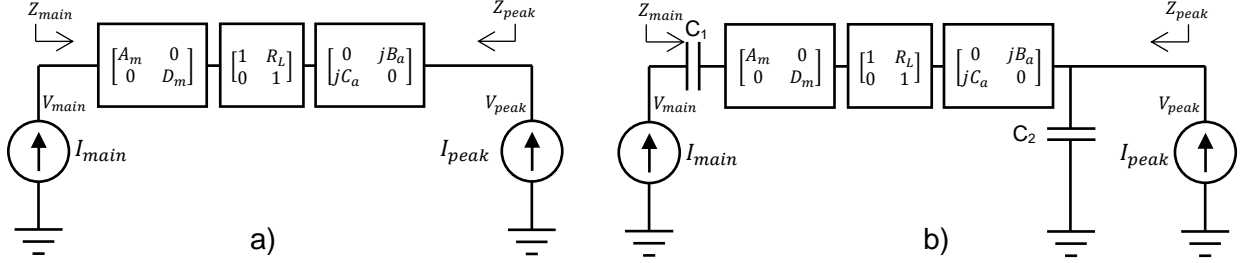 Z_main
Z_peak
[A_m 0
0 D_m]
[1 R_L
0 1]
[0 jB_a
jC_a 0]
V_main
V_peak
I_main
I_peak
a)
Z_main
C_1
Z_peak
[A_m 0
0 D_m]
[1 R_L
0 1]
[0 jB_a
jC_a 0]
V_main
V_peak
C_2
I_main
I_peak
b)